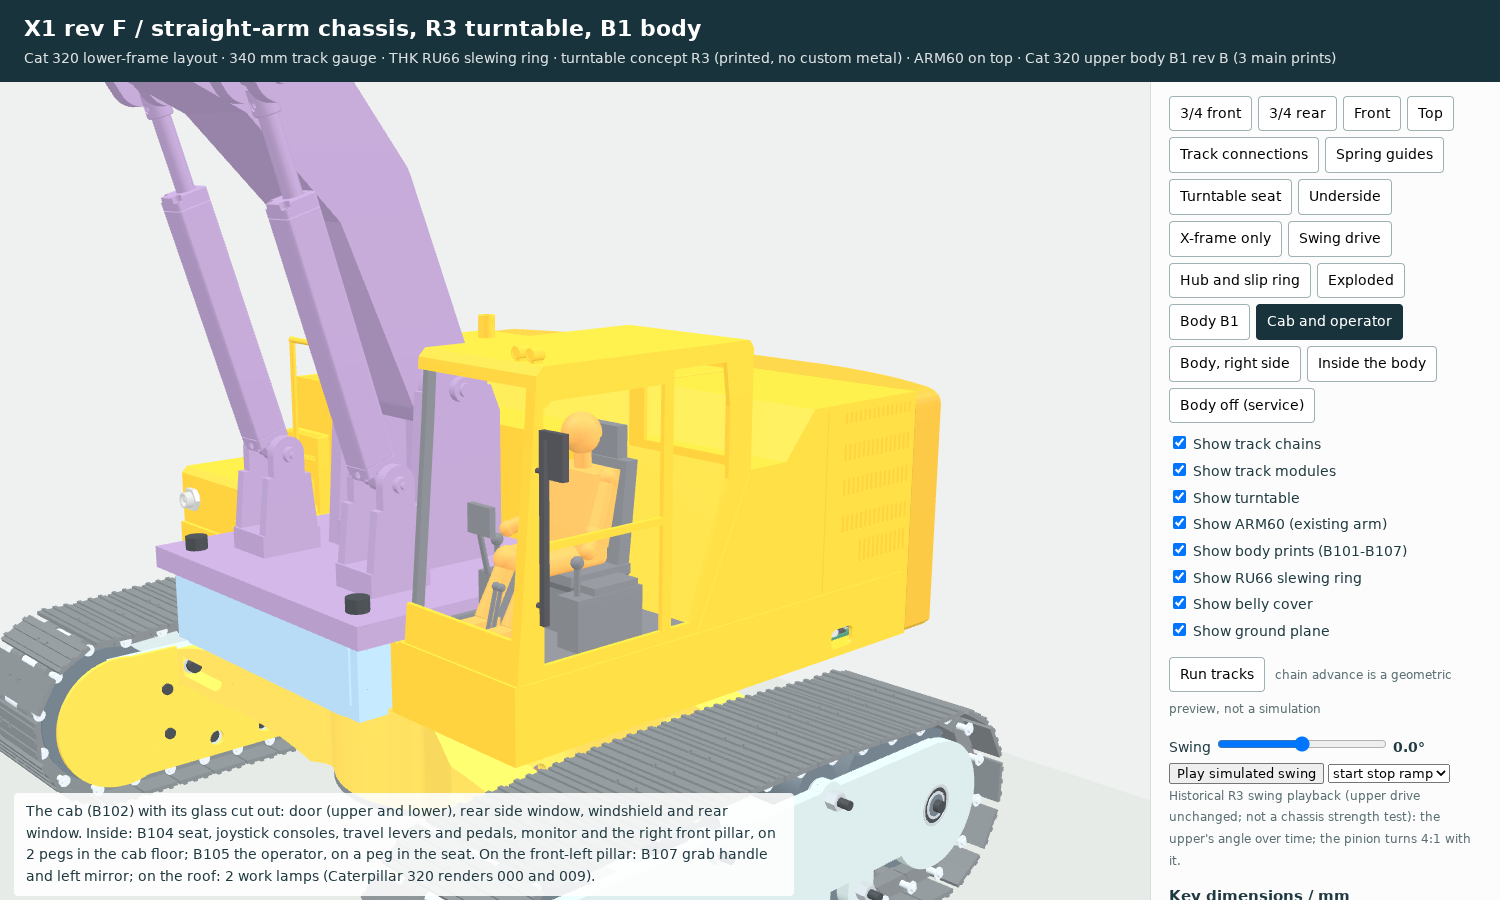 X1 rev F / straight-arm chassis, R3 turntable, B1 body
Cat 320 lower-frame layout · 340 mm track gauge · THK RU66 slewing ring · turntable concept R3 (printed, no custom metal) · ARM60 on top · Cat 320 upper body B1 rev B (3 main prints)
3/4 front 3/4 rear Front Top
Track connections Spring guides
Turntable seat Underside
X-frame only Swing drive
Hub and slip ring Exploded
Body B1 Cab and operator
Body, right side Inside the body
Body off (service)
Show track chains
Show track modules
Show turntable
Show ARM60 (existing arm)
Show body prints (B101-B107)
Show RU66 slewing ring
Show belly cover
Show ground plane
Run tracks chain advance is a geometric
preview, not a simulation
Swing 0.0°
Play simulated swing start stop ramp
Historical R3 swing playback (upper drive
unchanged; not a chassis strength test): the
upper's angle over time; the pinion turns 4:1 with
it.
Key dimensions / mm
The cab (B102) with its glass cut out: door (upper and lower), rear side window, windshield and rear
window. Inside: B104 seat, joystick consoles, travel levers and pedals, monitor and the right front pillar, on
2 pegs in the cab floor; B105 the operator, on a peg in the seat. On the front-left pillar: B107 grab handle
and left mirror; on the roof: 2 work lamps (Caterpillar 320 renders 000 and 009).